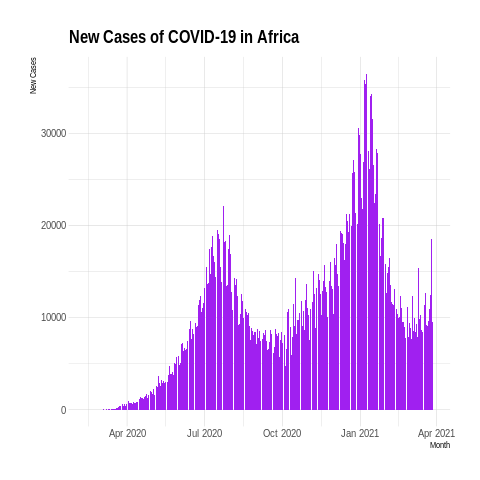 New Cases of COVID-19 in Africa
New Cases
30000
20000
10000
0
Apr 2020
Jul 2020
Oct 2020
Jan 2021
Apr 2021
Month